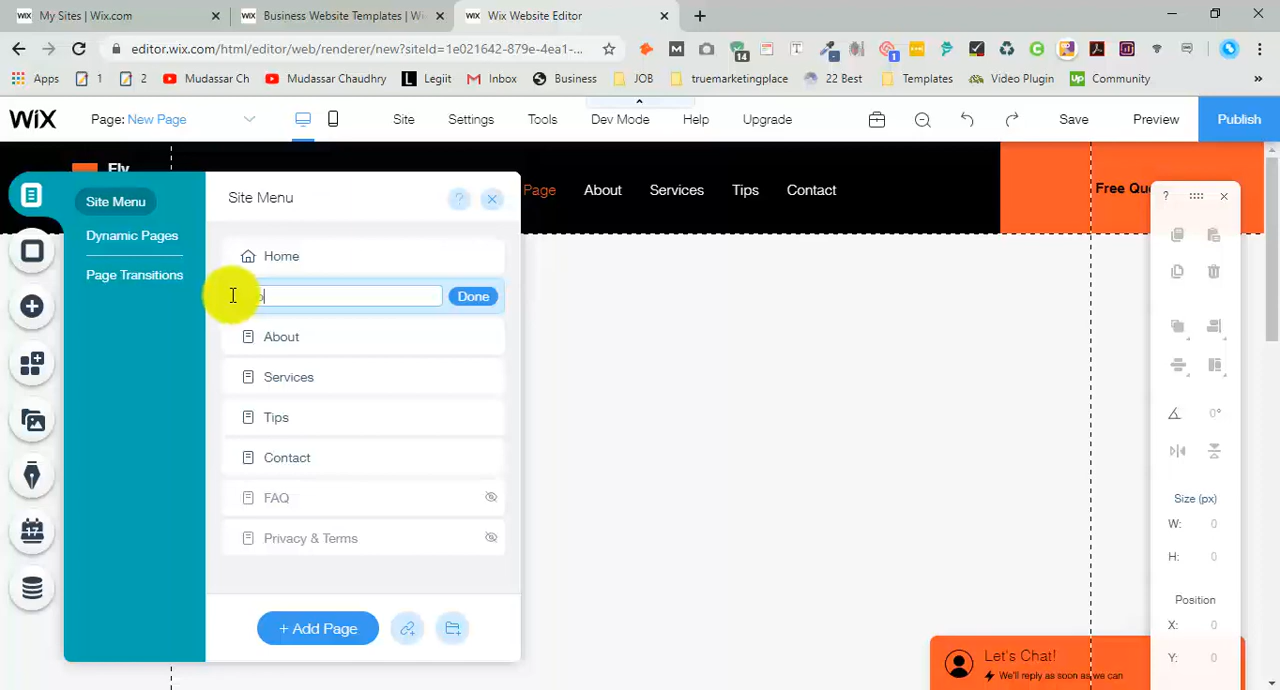 My Sites | Wix.com
Business Website Templates | W
Wix Website Editor
editor.wix.com/html/editor/web/renderer/new?siteId=1e021642-879e-4ea1-...
Apps
1
2
Mudassar Ch
Mudassar Chaudhry
Legiit
Inbox
Business
JOB
truemarketingplace
22 Best
Templates
Video Plugin
Community
14
1
WiX
Page: New Page
Site
Settings
Tools
Dev Mode
Help
Upgrade
Save
Preview
Publish
Fly
Page
About
Services
Tips
Contact
Free Qu
Site Menu
Dynamic Pages
Page Transitions
Site Menu
?
Home
Done
About
Services
Tips
Contact
FAQ
Privacy & Terms
+ Add Page
17
?
0°
Size (px)
W: 0
H: 0
Position
X: 0
Y: 0
Let's Chat!
We'll reply as soon as we can